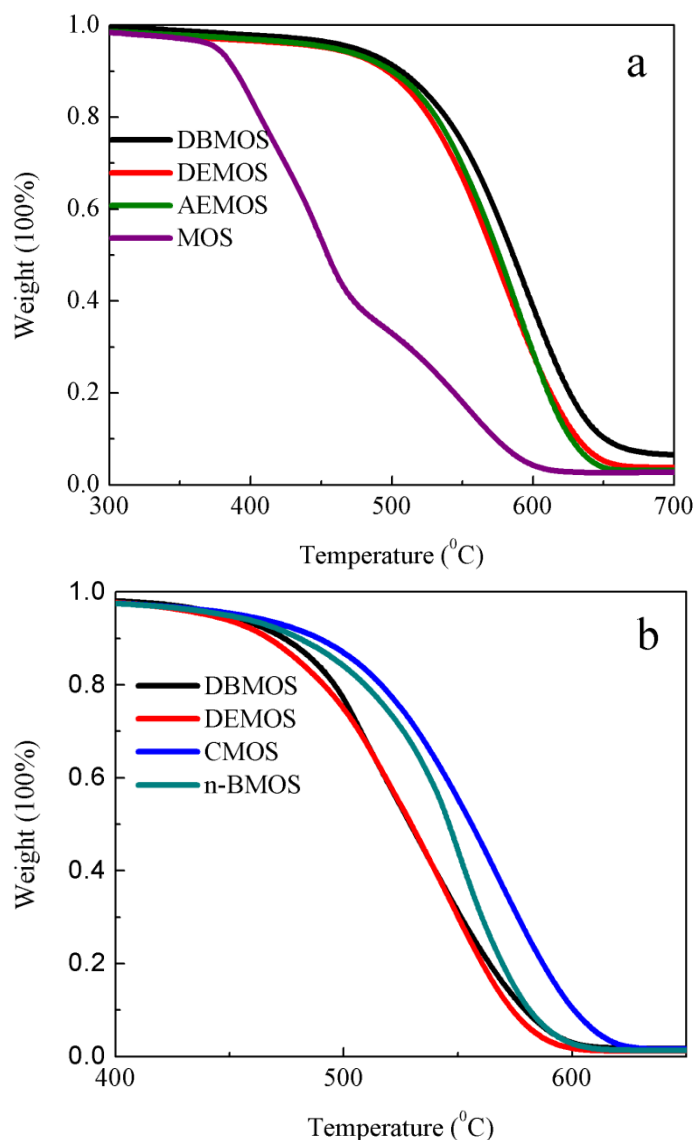 a
1.0
0.8
0.6
0.4
0.2
0.0
Weight (100%)
DBMOS
DEMOS
AEMOS
MOS
300 400 500 600 700
Temperature (⁰C)
b
1.0
0.8
0.6
0.4
0.2
0.0
Weight (100%)
DBMOS
DEMOS
CMOS
n-BMOS
400 500 600
Temperature (⁰C)